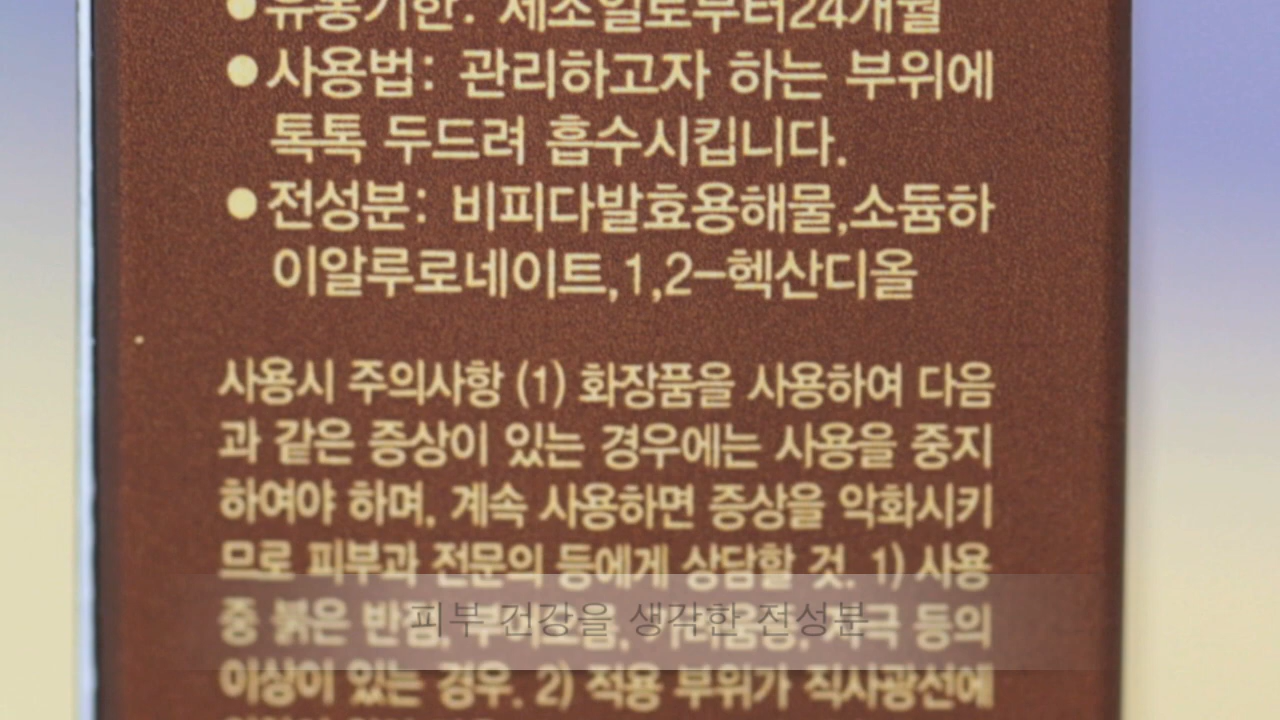 ●유통기한: 제조일로부터24개월
●사용법: 관리하고자 하는 부위에
톡톡 두드려 흡수시킵니다.
●전성분: 비피다발효용해물,소듐하
이알루로네이트,1,2-헥산디올
사용시 주의사항 (1) 화장품을 사용하여 다음
과 같은 증상이 있는 경우에는 사용을 중지
하여야 하며, 계속 사용하면 증상을 악화시키
므로 피부과 전문의 등에게 상담할 것. 1) 사용
중 붉은 반점, 등의
피부 건강을 생각한 전성분
이상이 있는 경우. 2) 적용 부위가 직사광선에